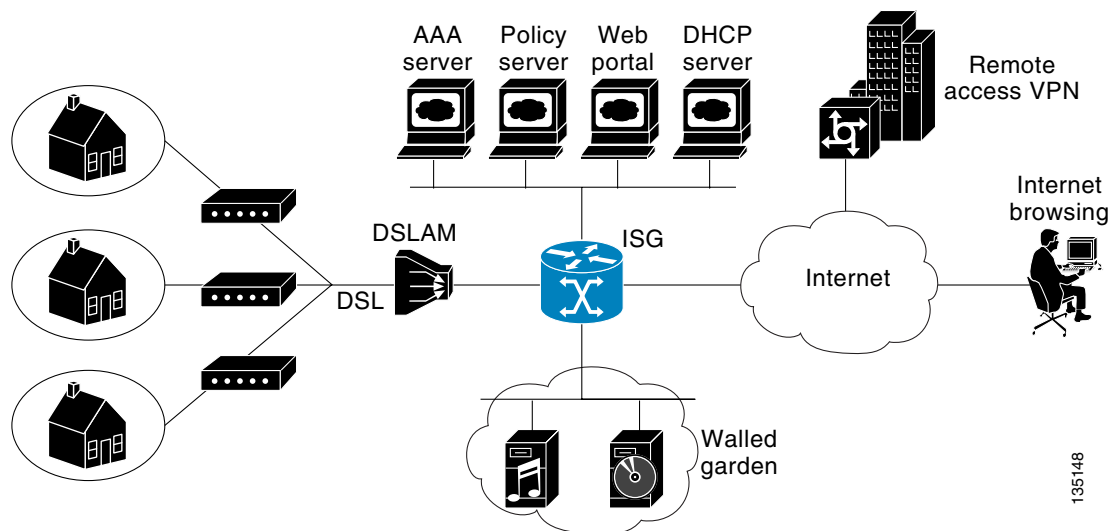 AAA
server
Policy
server
Web
portal
DHCP
server
Remote
access VPN
Internet
browsing
DSLAM
ISG
DSL
Internet
Walled
garden
135148